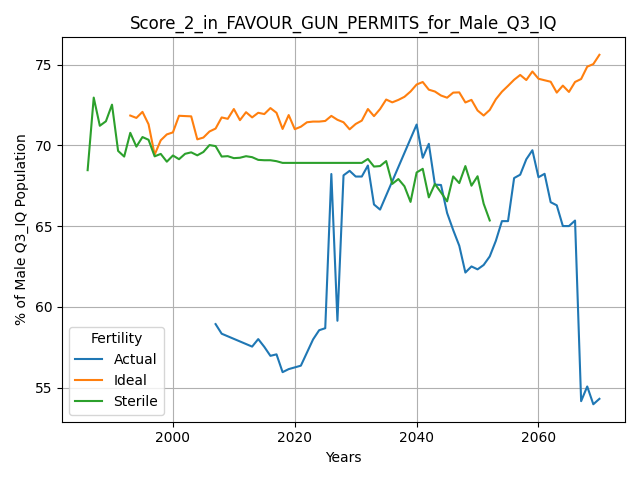 Score_2_in_FAVOUR_GUN_PERMITS_for_Male_Q3_IQ
% of Male Q3_IQ Population
75
70
65
60
55
Fertility
Actual
Ideal
Sterile
2000 2020 2040 2060
Years